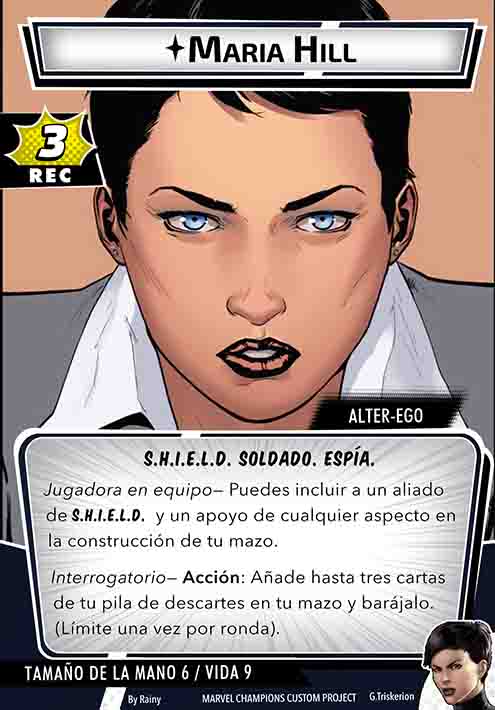 MARIA HILL
3
REC
ALTER-EGO
S.H.I.E.L.D. SOLDADO. ESPÍA.
Jugadora en equipo— Puedes incluir a un aliado
de S.H.I.E.L.D. y un apoyo de cualquier aspecto en
la construcción de tu mazo.
Interrogatorio— Acción: Añade hasta tres cartas
de tu pila de descartes en tu mazo y barájalo.
(Límite una vez por ronda).
TAMAÑO DE LA MANO 6 / VIDA 9
By Rainy MARVEL CHAMPIONS CUSTOM PROJECT G.Triskerion